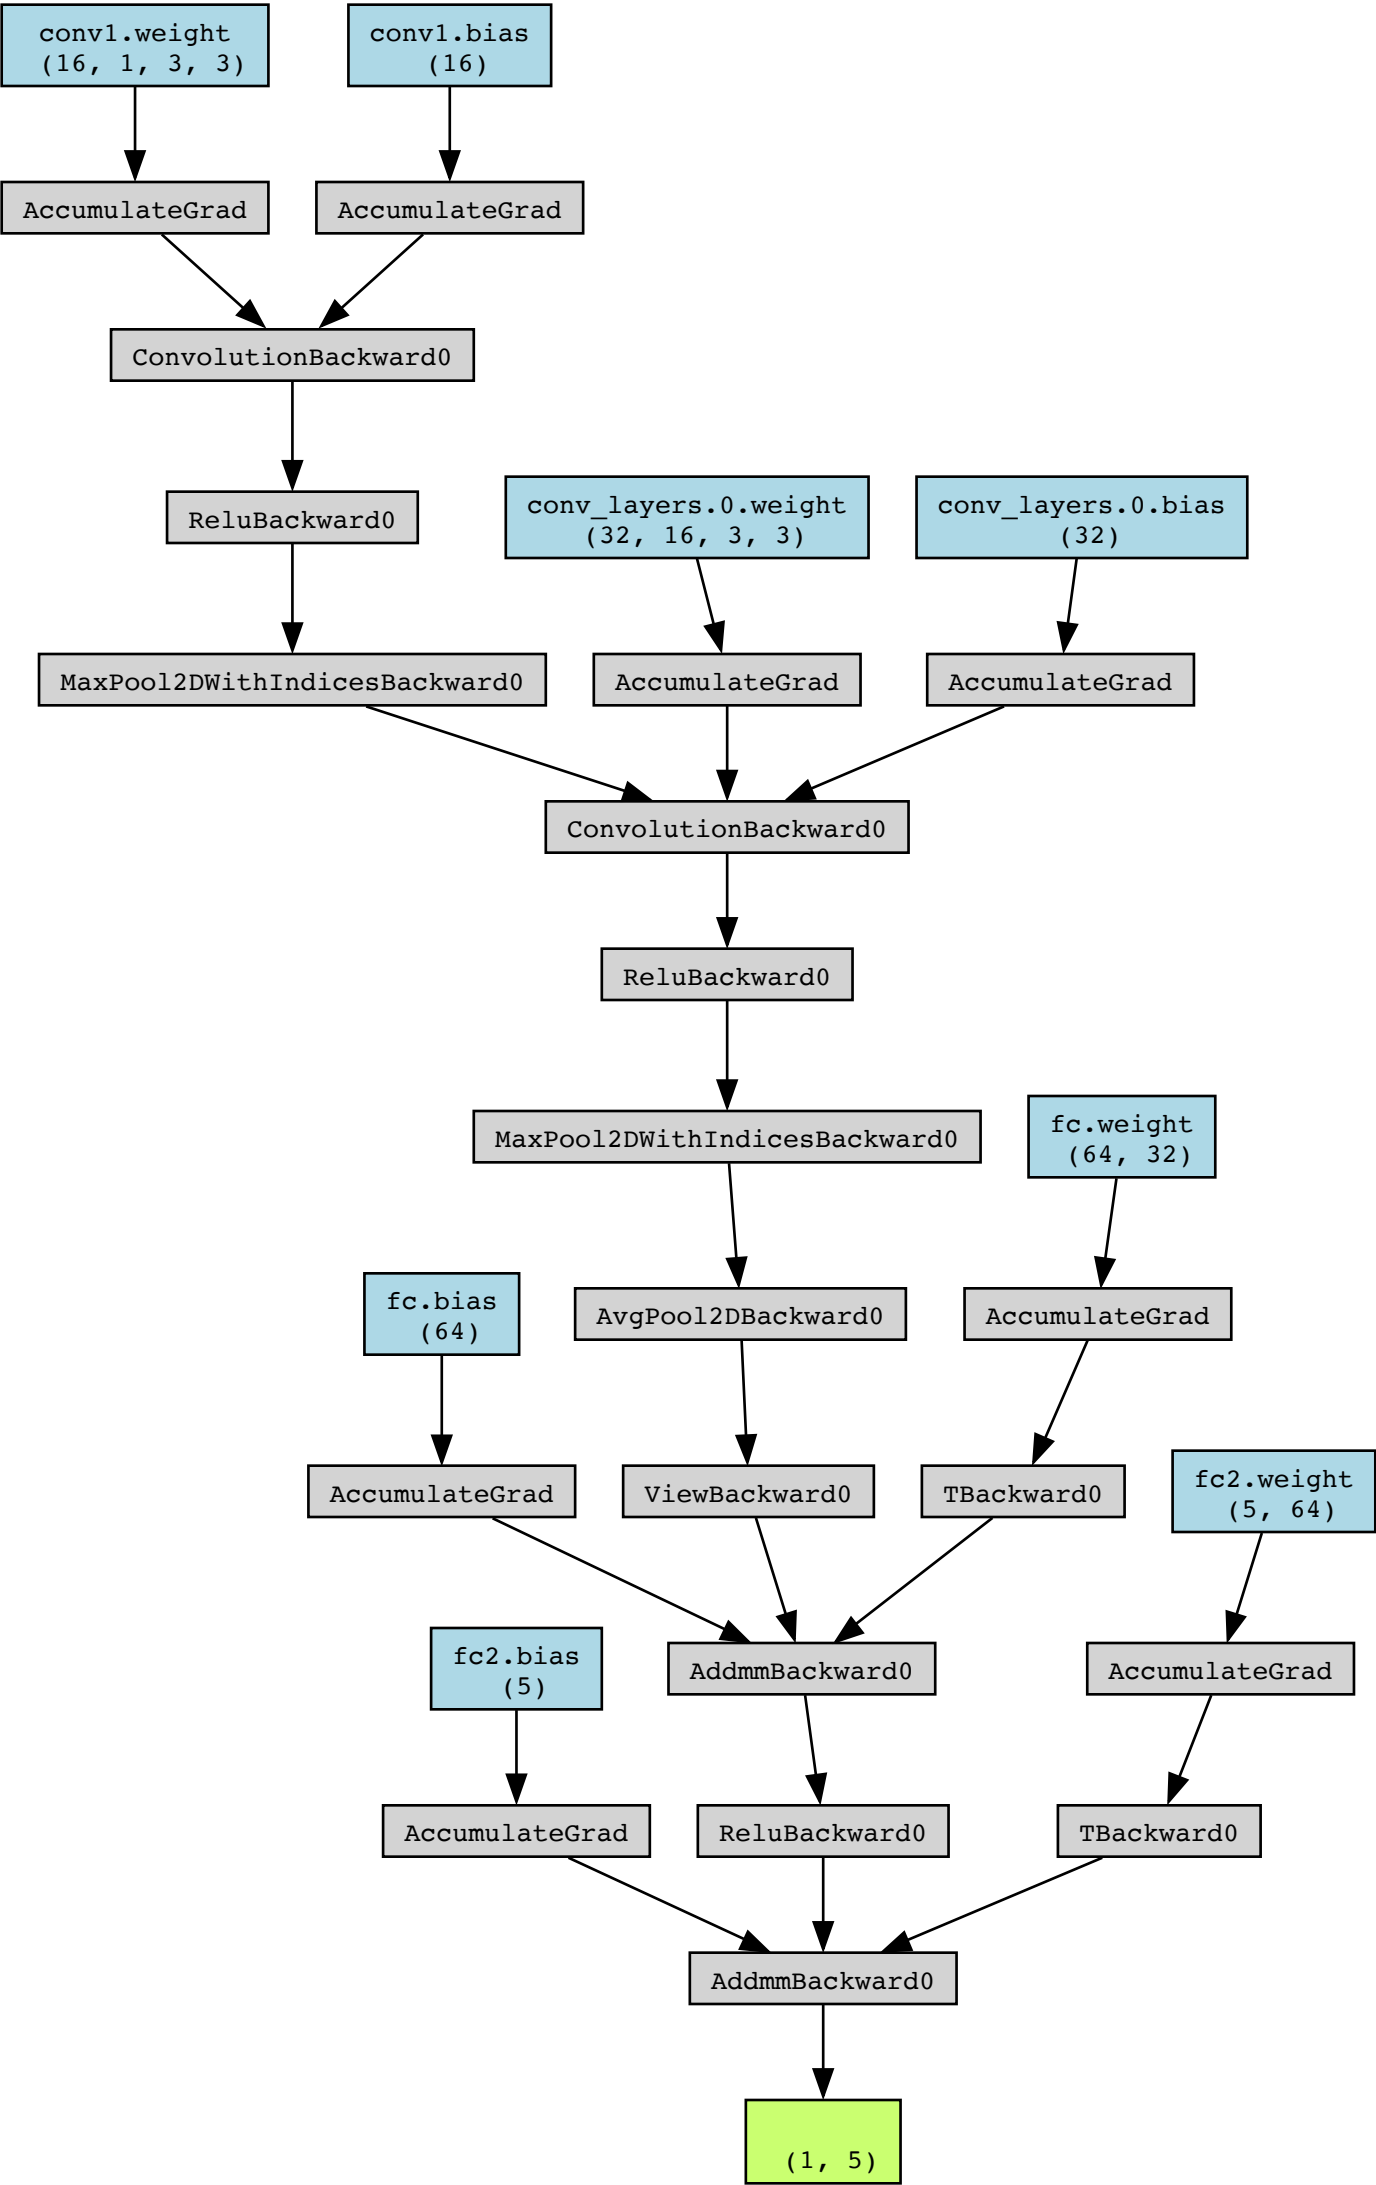 conv1.weight
(16, 1, 3, 3)
conv1.bias
(16)
AccumulateGrad
AccumulateGrad
ConvolutionBackward0
ReluBackward0
conv_layers.0.weight
(32, 16, 3, 3)
conv_layers.0.bias
(32)
MaxPool2DWithIndicesBackward0
AccumulateGrad
AccumulateGrad
ConvolutionBackward0
ReluBackward0
MaxPool2DWithIndicesBackward0
fc.weight
(64, 32)
fc.bias
(64)
AvgPool2DBackward0
AccumulateGrad
AccumulateGrad
ViewBackward0
TBackward0
fc2.weight
(5, 64)
fc2.bias
(5)
AddmmBackward0
AccumulateGrad
AccumulateGrad
ReluBackward0
TBackward0
AddmmBackward0
(1, 5)